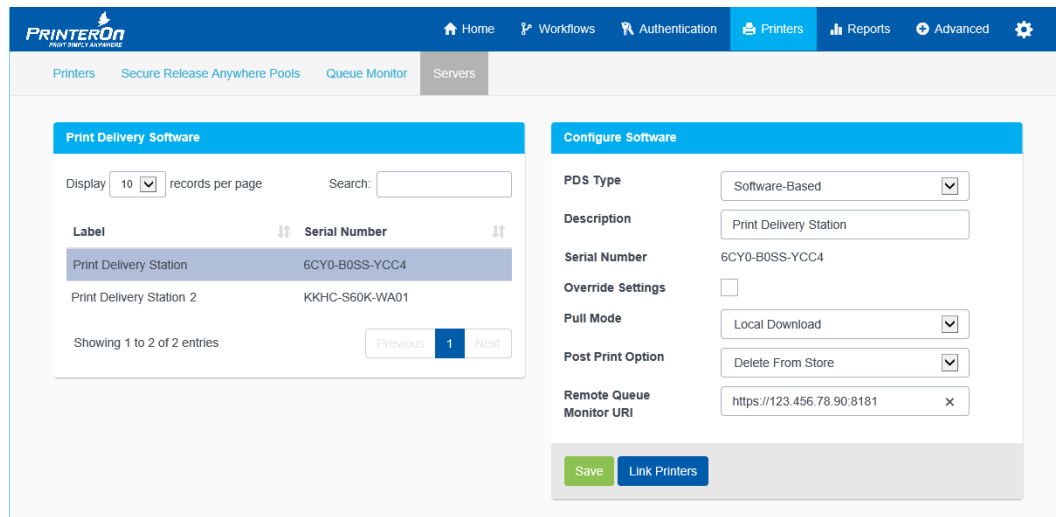 PRINTERON
PRINT SIMPLY ANYWHERE
Home Workflows Authentication Printers Reports Advanced
Printers Secure Release Anywhere Pools Queue Monitor Servers
Print Delivery Software
Display 10 records per page Search:
Label Serial Number
Print Delivery Station 6CY0-B0SS-YCC4
Print Delivery Station 2 KKHC-S60K-WA01
Showing 1 to 2 of 2 entries
Previous 1 Next
Configure Software
PDS Type Software-Based
Description Print Delivery Station
Serial Number 6CY0-B0SS-YCC4
Override Settings
Pull Mode Local Download
Post Print Option Delete From Store
Remote Queue
Monitor URI https://123.456.78.90:8181
Save Link Printers